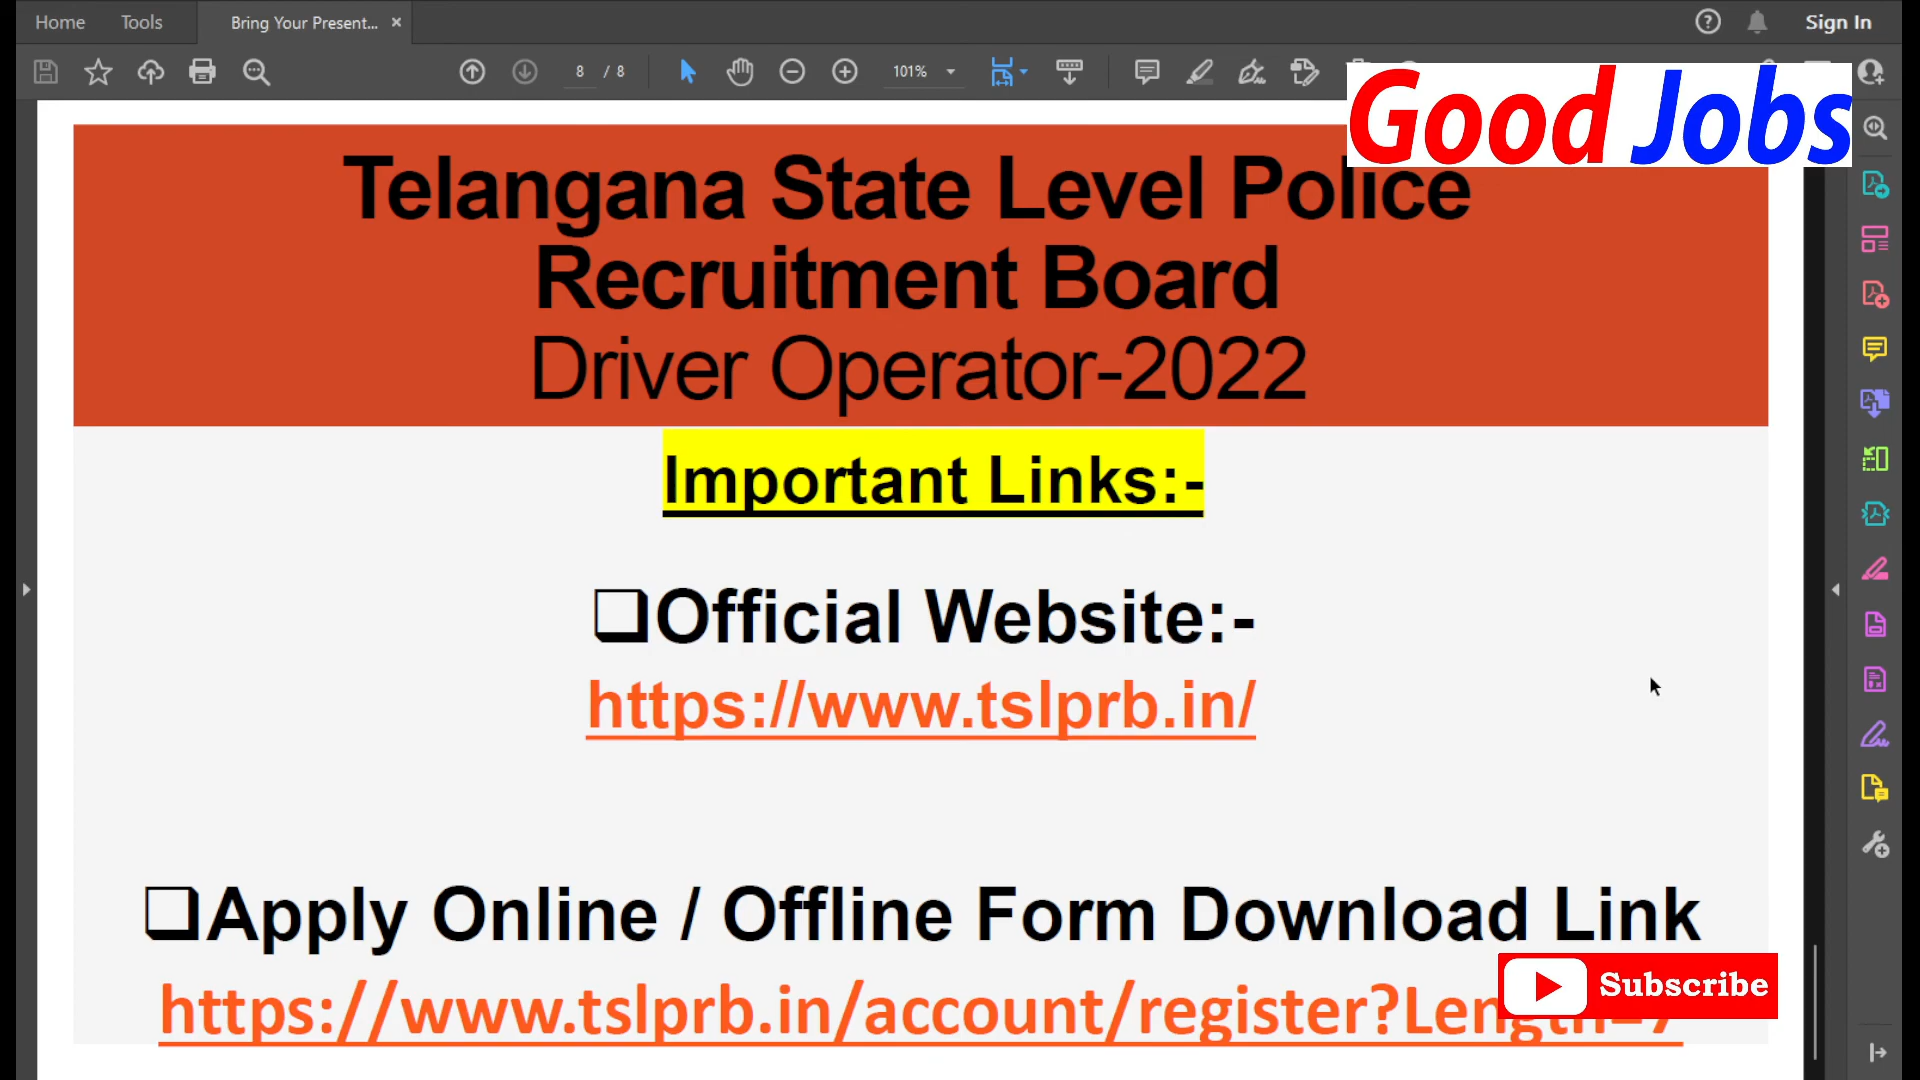 Home Tools Bring Your Present... × Sign In
8 / 8 101%
Good Jobs
Telangana State Level Police
Recruitment Board
Driver Operator-2022
Important Links:-
❑Official Website:-
https://www.tslprb.in/
❑Apply Online / Offline Form Download Link
Subscribe
https://www.tslprb.in/account/register?Length=7